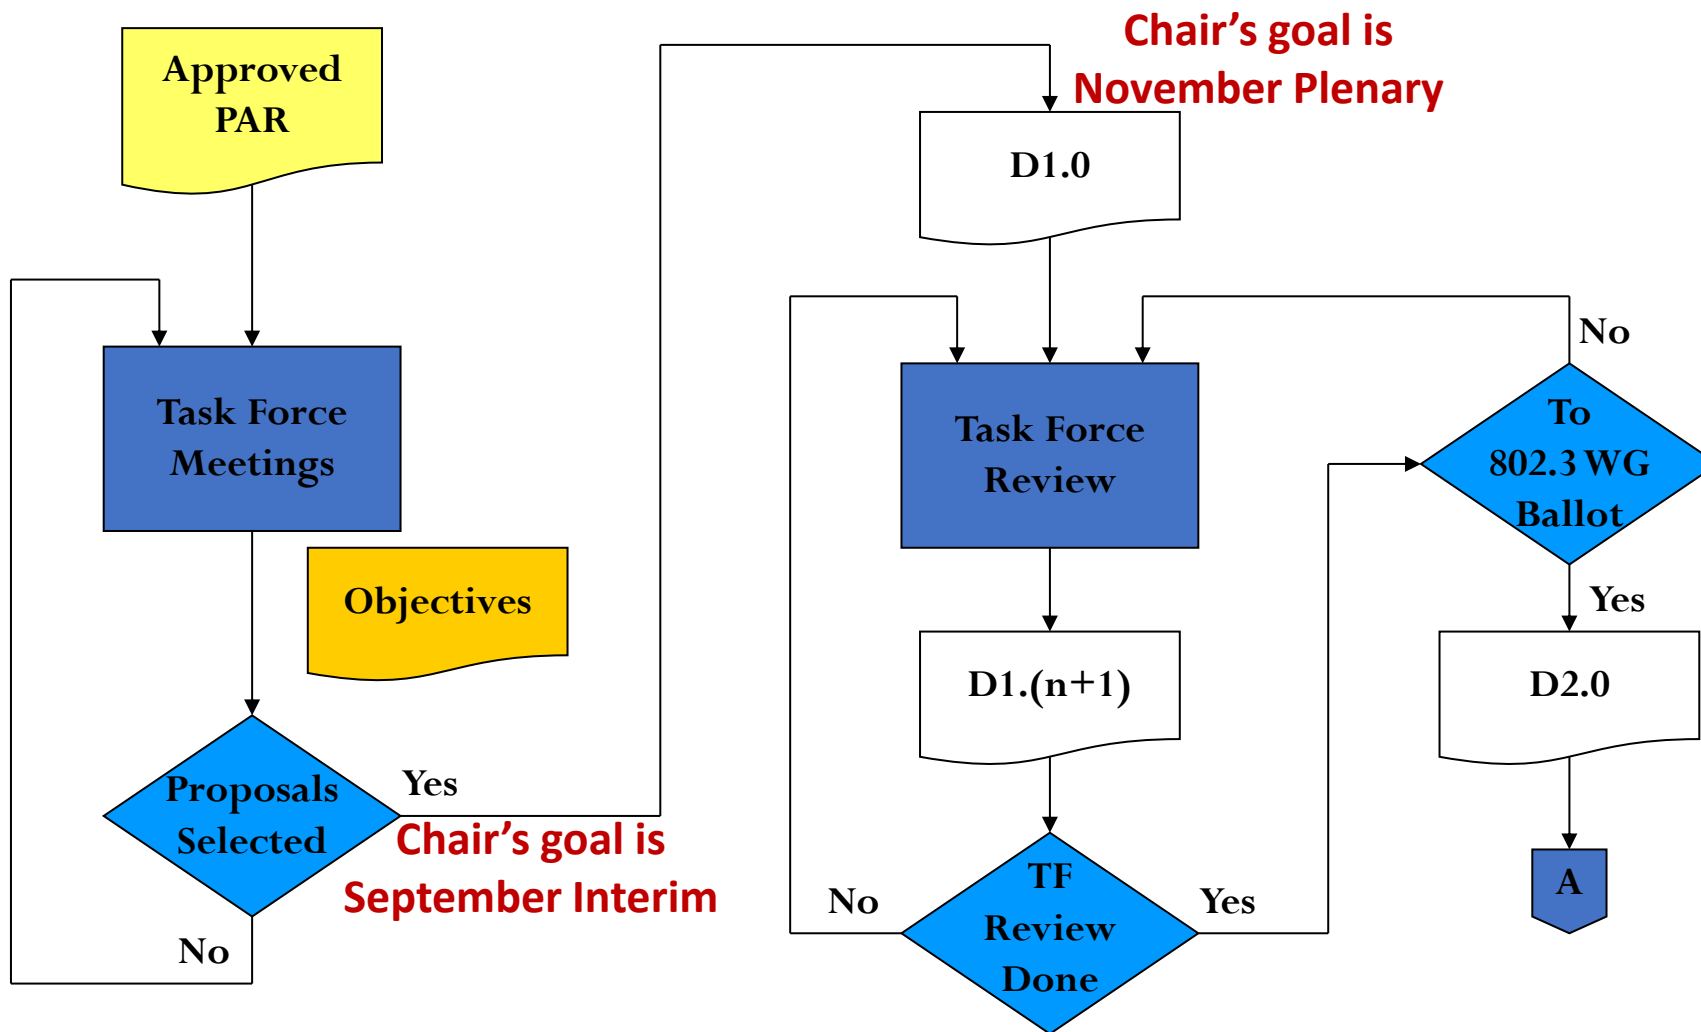 Approved
PAR
Task Force
Meetings
Objectives
Proposals
Selected
Yes
No
Chair’s goal is
September Interim
Chair’s goal is
November Plenary
D1.0
Task Force
Review
D1.(n+1)
TF
Review
Done
No
Yes
To
802.3 WG
Ballot
No
Yes
D2.0
A